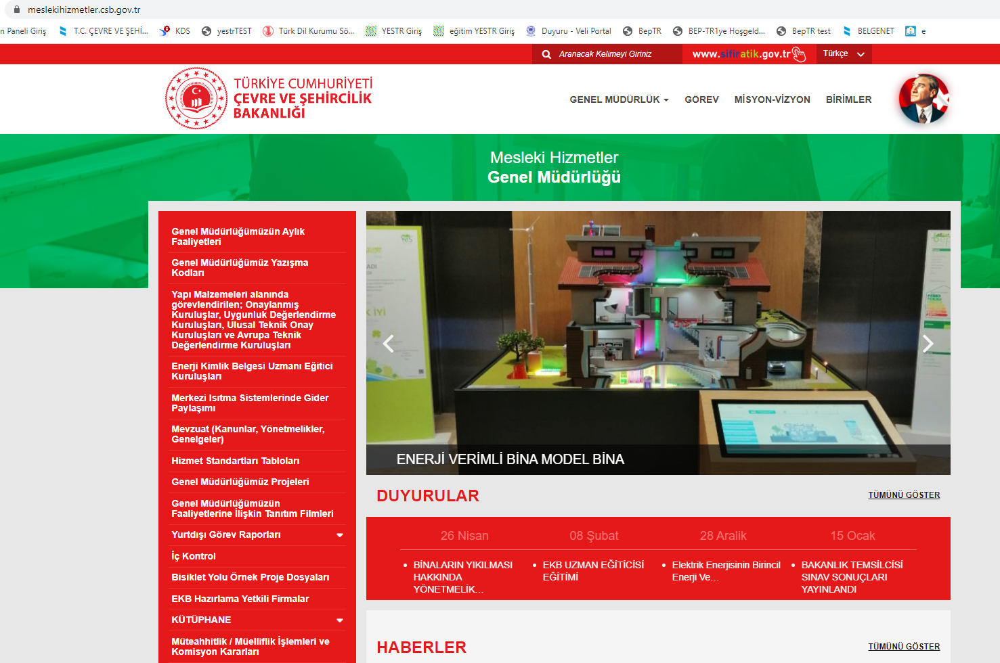 meslekihizmetler.csb.gov.tr
n Paneli Giriş
T.C. ÇEVRE VE ŞEHİ...
KDS
yestrTEST
Türk Dil Kurumu Sö...
YESTR Giriş
eğitim YESTR Giriş
Duyuru - Veli Portal
BepTR
BEP-TR1ye Hoşgeld...
BepTR test
BELGENET
e
Aranacak Kelimeyi Giriniz
www.sifiratik.gov.tr
Türkçe
TÜRKİYE CUMHURİYETİ
ÇEVRE VE ŞEHİRCİLİK
BAKANLIĞI
GENEL MÜDÜRLÜK
GÖREV
MİSYON-VİZYON
BİRİMLER
Mesleki Hizmetler
Genel Müdürlüğü
Genel Müdürlüğümüzün Aylık
Faaliyetleri
Genel Müdürlüğümüz Yazışma
Kodları
Yapı Malzemeleri alanında
görevlendirilen; Onaylanmış
Kuruluşlar, Uygunluk Değerlendirme
Kuruluşları, Ulusal Teknik Onay
Kuruluşları ve Avrupa Teknik
Değerlendirme Kuruluşları
Enerji Kimlik Belgesi Uzmanı Eğitici
Kuruluşları
Merkezi Isıtma Sistemlerinde Gider
Paylaşımı
Mevzuat (Kanunlar, Yönetmelikler,
Genelgeler)
Hizmet Standartları Tabloları
Genel Müdürlüğümüz Projeleri
Genel Müdürlüğümüzün
Faaliyetlerine İlişkin Tanıtım Filmleri
Yurtdışı Görev Raporları
İç Kontrol
Bisiklet Yolu Örnek Proje Dosyaları
EKB Hazırlama Yetkili Firmalar
KÜTÜPHANE
Müteahhitlik / Müelliflik İşlemleri ve
Komisyon Kararları
ENERJİ VERİMLİ BİNA MODEL BİNA
DUYURULAR
TÜMÜNÜ GÖSTER
26 Nisan
BİNALARIN YIKILMASI
HAKKINDA
YÖNETMELİK...
08 Şubat
EKB UZMAN EĞİTİCİSİ
EĞİTİMİ
28 Aralık
Elektrik Enerjisinin Birincil
Enerji Ve...
15 Ocak
BAKANLIK TEMSİLCİSİ
SINAV SONUÇLARI
YAYINLANDI
HABERLER
TÜMÜNÜ GÖSTER